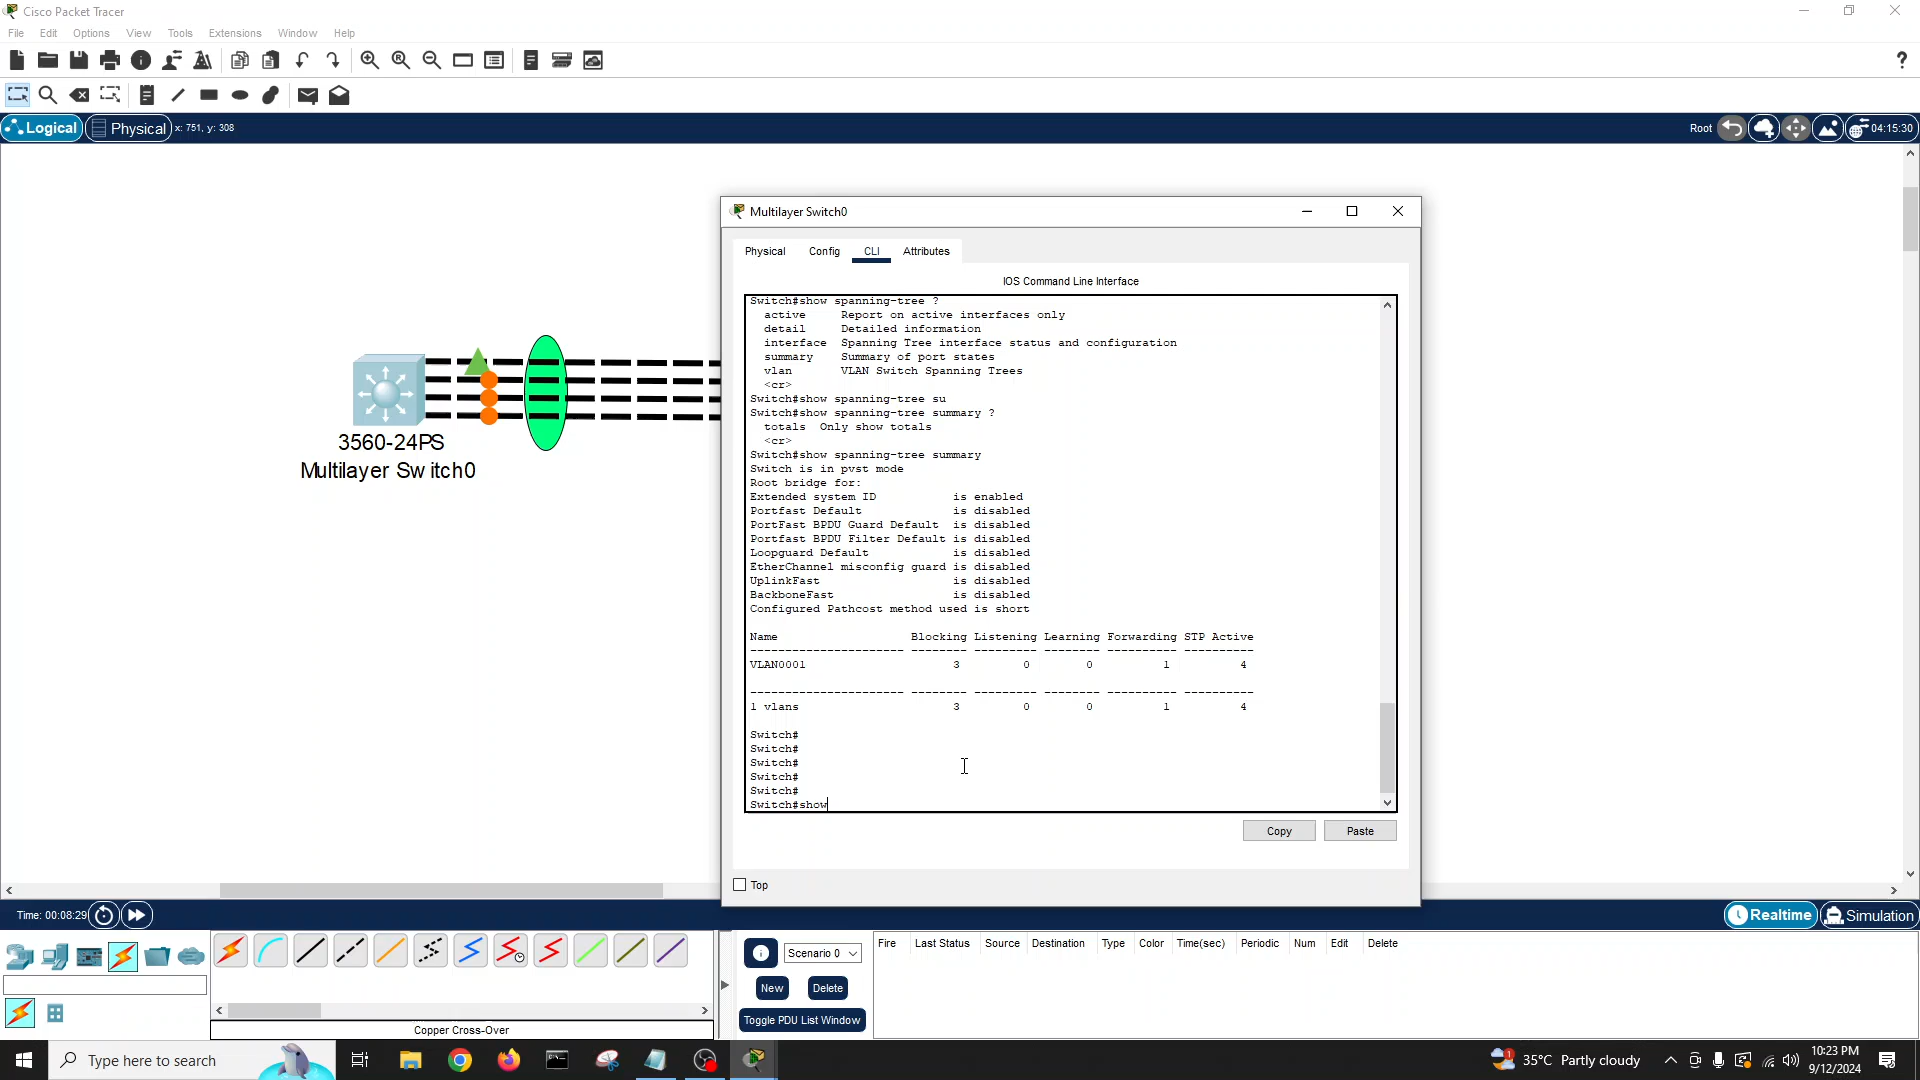 Cisco Packet Tracer
File Edit Options View Tools Extensions Window Help
Logical Physical x: 751, y: 308
Root 04:15:30
3560-24PS
Multilayer Switch0
Multilayer Switch0
Physical Config CLI Attributes
IOS Command Line Interface
Switch#show spanning-tree ?
active Report on active interfaces only
detail Detailed information
interface Spanning Tree interface status and configuration
summary Summary of port states
vlan VLAN Switch Spanning Trees
<cr>
Switch#show spanning-tree su
Switch#show spanning-tree summary ?
totals Only show totals
<cr>
Switch#show spanning-tree summary
Switch is in pvst mode
Root bridge for:
Extended system ID is enabled
Portfast Default is disabled
PortFast BPDU Guard Default is disabled
Portfast BPDU Filter Default is disabled
Loopguard Default is disabled
EtherChannel misconfig guard is disabled
UplinkFast is disabled
BackboneFast is disabled
Configured Pathcost method used is short
Name Blocking Listening Learning Forwarding STP Active
---------------------- -------- --------- -------- ---------- ----------
VLAN0001 3 0 0 1 4
---------------------- -------- --------- -------- ---------- ----------
1 vlans 3 0 0 1 4
Switch#
Switch#
Switch#
Switch#
Switch#
Switch#show
Copy Paste
Top
Time: 00:08:29
Realtime Simulation
Scenario 0
New Delete
Toggle PDU List Window
Fire Last Status Source Destination Type Color Time(sec) Periodic Num Edit Delete
Copper Cross-Over
Type here to search
1
35°C Partly cloudy
10:23 PM
9/12/2024